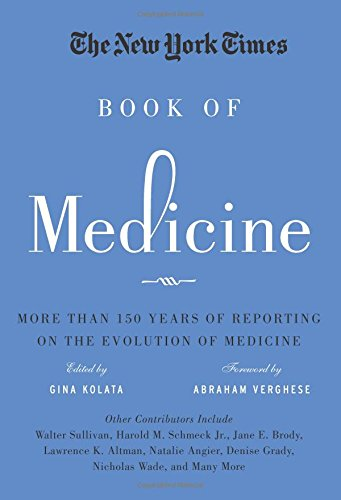 The New York Times
BOOK OF
Medicine
MORE THAN 150 YEARS OF REPORTING
ON THE EVOLUTION OF MEDICINE
Edited by
GINA KOLATA
Foreword by
ABRAHAM VERGHESE
Other Contributors Include
Walter Sullivan, Harold M. Schmeck Jr., Jane E. Brody,
Lawrence K. Altman, Natalie Angier, Denise Grady,
Nicholas Wade, and Many More